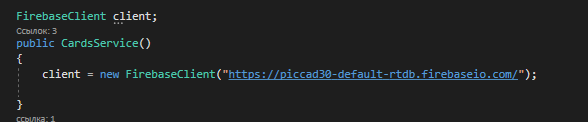 FirebaseClient client;
Ссылок: 3
public CardsService()
{
client = new FirebaseClient("https://piccad30-default-rtdb.firebaseio.com/");
}
ссылка: 1